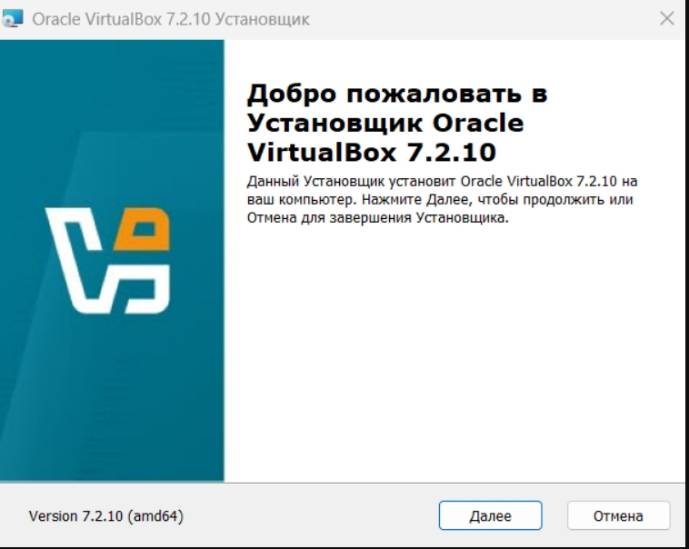 Oracle VirtualBox 7.2.10 Установщик
Добро пожаловать в
Установщик Oracle
VirtualBox 7.2.10
Данный Установщик установит Oracle VirtualBox 7.2.10 на
ваш компьютер. Нажмите Далее, чтобы продолжить или
Отмена для завершения Установщика.
Version 7.2.10 (amd64)
Далее
Отмена